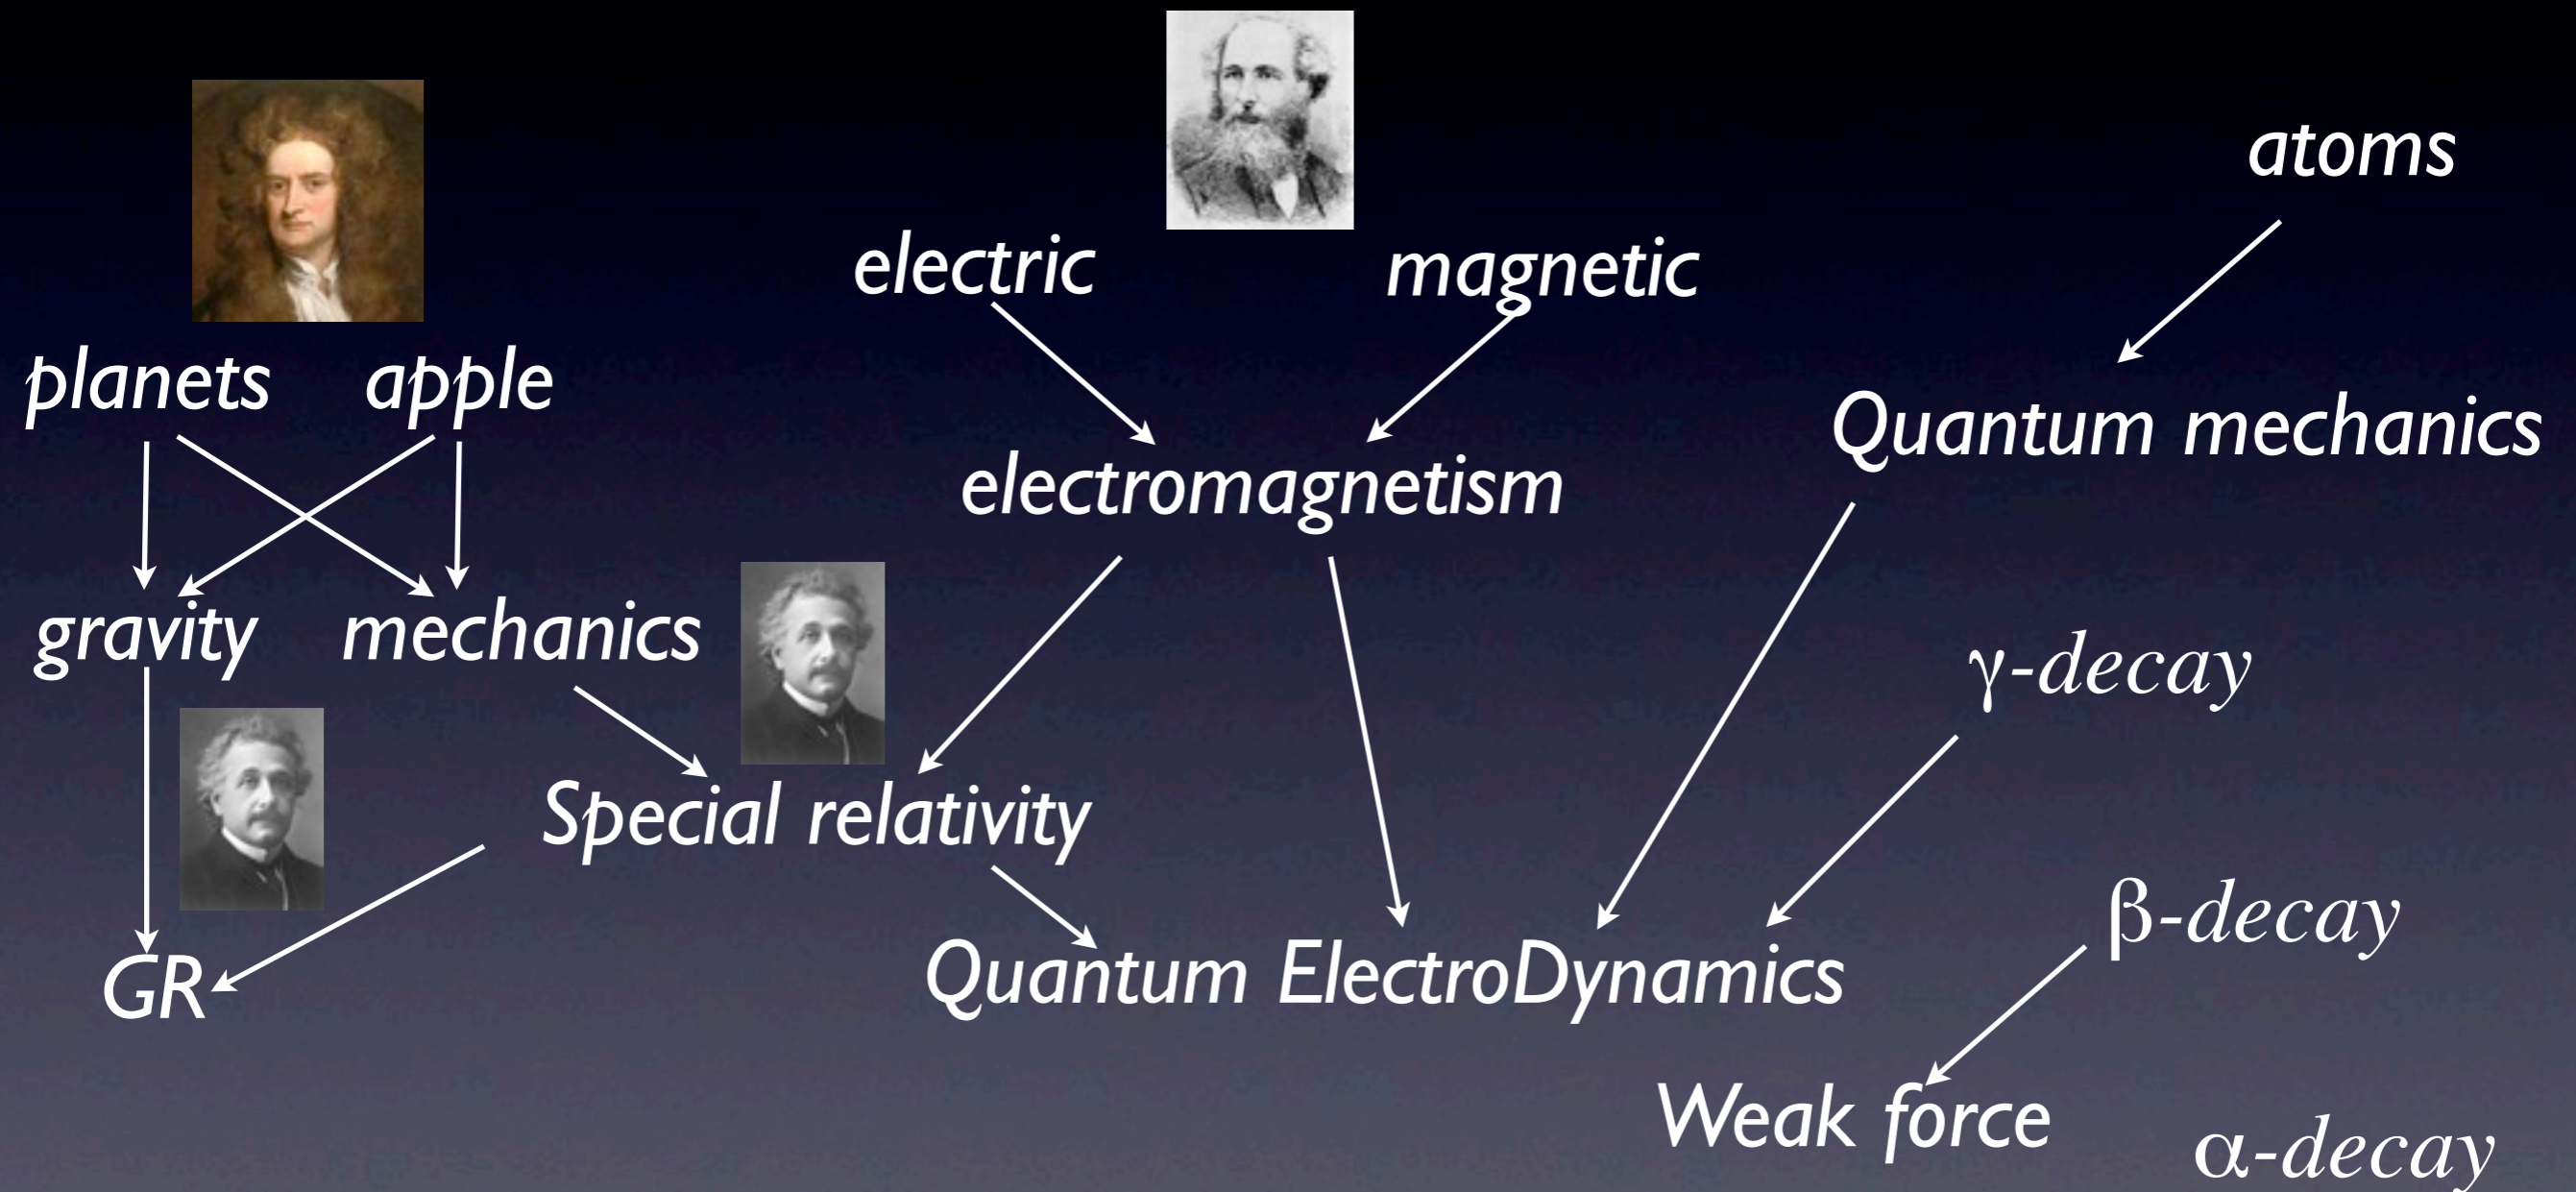 atoms
electric
magnetic
planets
apple
Quantum mechanics
electromagnetism
gravity
mechanics
γ-decay
Special relativity
β-decay
GR
Quantum ElectroDynamics
Weak force
α-decay